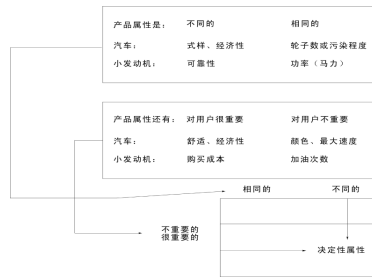 产品属性是： 不同的 相同的
汽车： 式样、经济性 轮子数或污染程度
小发动机： 可靠性 功率（马力）
产品属性还有： 对用户很重要 对用户不重要
汽车： 舒适、经济性 颜色、最大速度
小发动机： 购买成本 加油次数
相同的 不同的
不重要的
很重要的
决定性属性